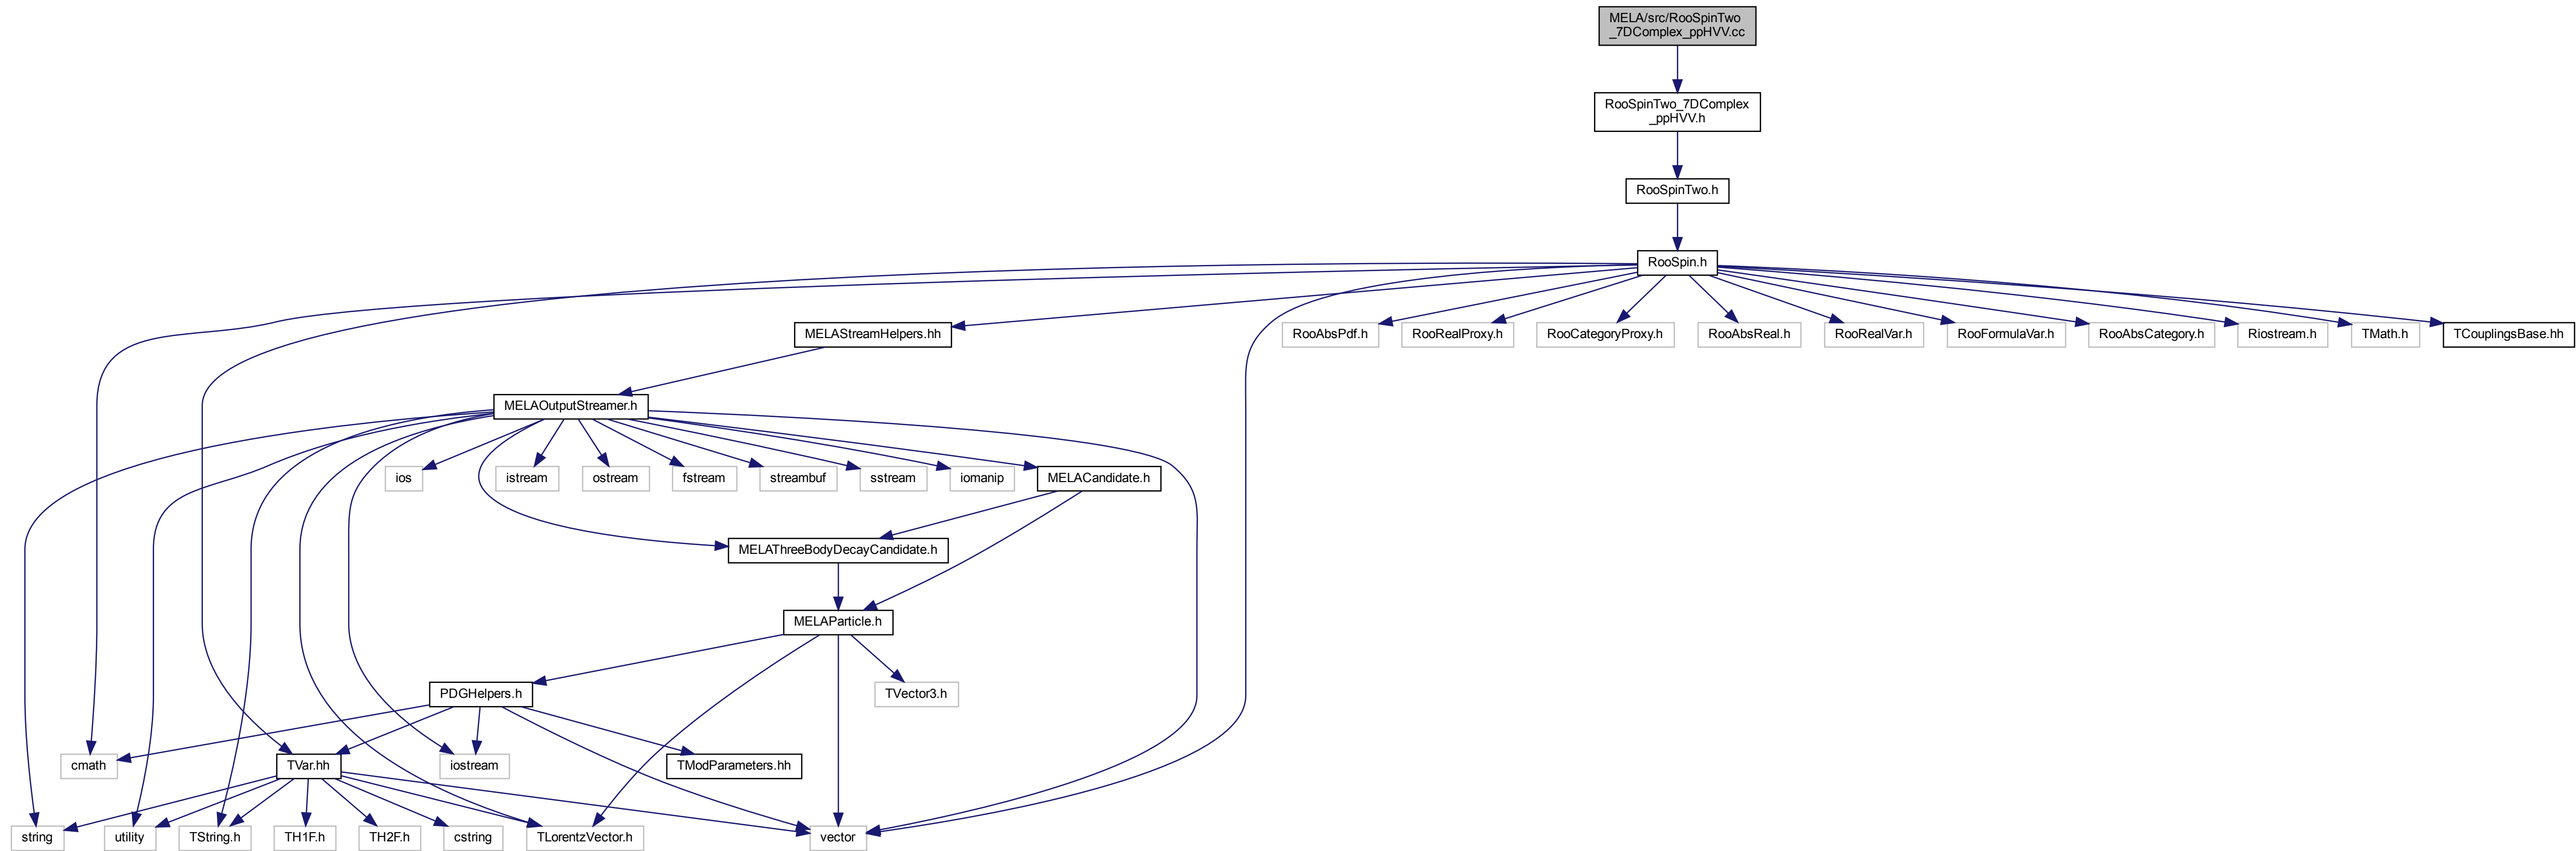 MELA/src/RooSpinTwo
_7DComplex_ppHVV.cc
RooSpinTwo_7DComplex
_ppHVV.h
RooSpinTwo.h
RooSpin.h
MELAStreamHelpers.hh
RooAbsPdf.h
RooRealProxy.h
RooCategoryProxy.h
RooAbsReal.h
RooRealVar.h
RooFormulaVar.h
RooAbsCategory.h
Riostream.h
TMath.h
TCouplingsBase.hh
MELAOutputStreamer.h
ios
istream
ostream
fstream
streambuf
sstream
iomanip
MELACandidate.h
MELAThreeBodyDecayCandidate.h
MELAParticle.h
PDGHelpers.h
TVector3.h
cmath
TVar.hh
iostream
TModParameters.hh
string
utility
TString.h
TH1F.h
TH2F.h
cstring
TLorentzVector.h
vector